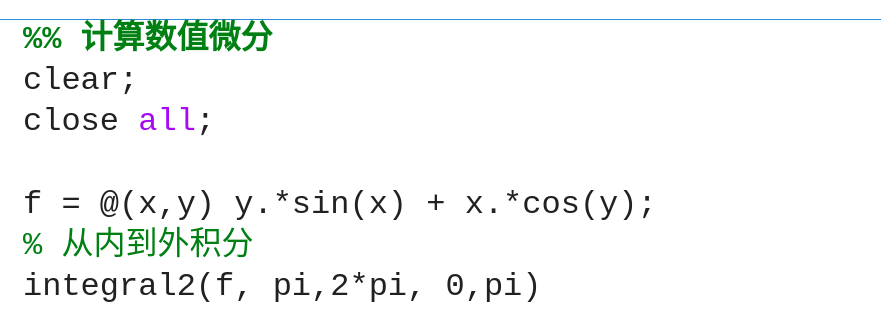 %% 计算数值微分
clear;
close all;
f = @(x,y) y.*sin(x) + x.*cos(y);
% 从内到外积分
integral2(f, pi,2*pi, 0,pi)